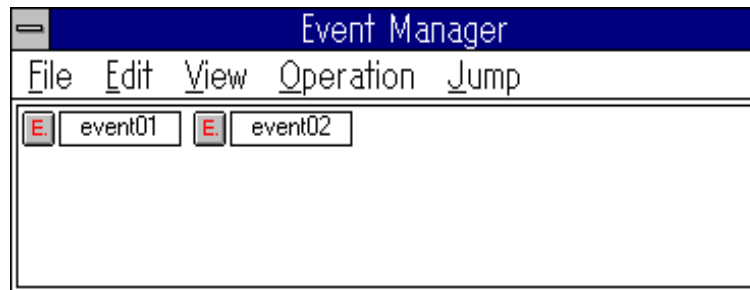 Event Manager
File Edit View Operation Jump
E. event01 E. event02